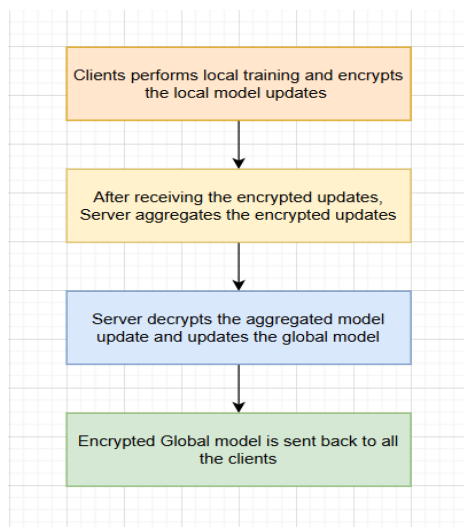 Clients performs local training and encrypts
the local model updates
After receiving the encrypted updates,
Server aggregates the encrypted updates
Server decrypts the aggregated model
update and updates the global model
Encrypted Global model is sent back to all
the clients